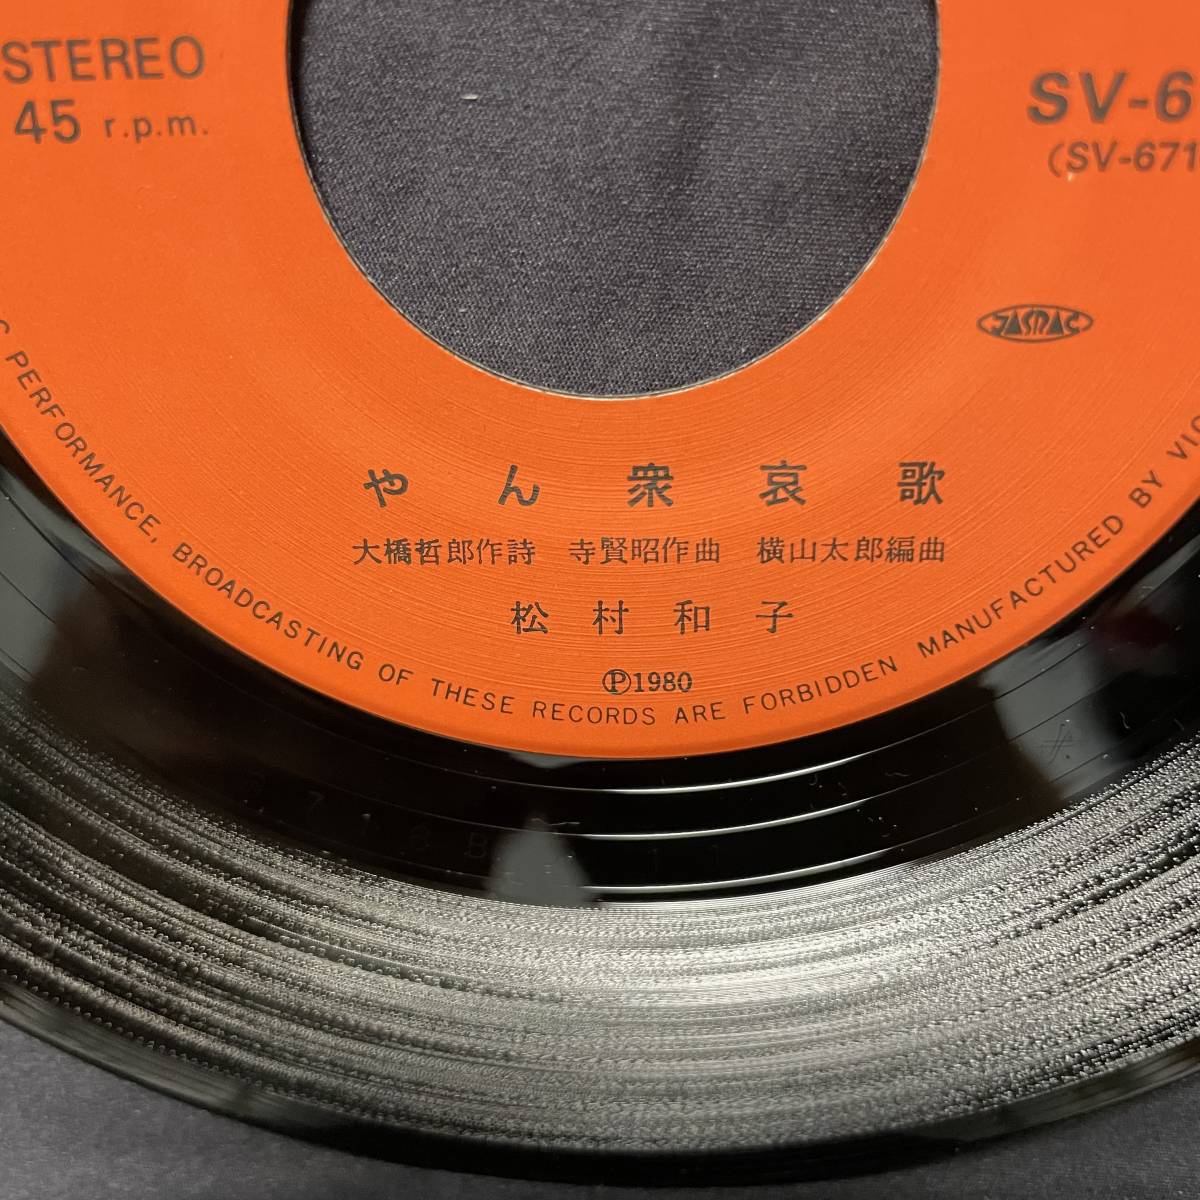 STEREO
45 r.p.m.
SV-6
(SV-671
JASRAC
やん衆哀歌
大橋哲郎作詩 寺賢昭作曲 横山太郎編曲
松村和子
Ⓟ1980
C PERFORMANCE, BROADCASTING OF THESE RECORDS ARE FORBIDDEN MANUFACTURED BY VIC